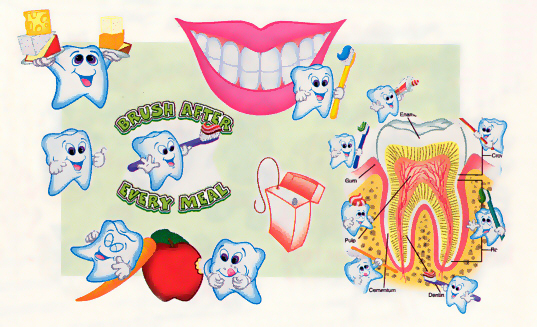 BRUSH AFTER
EVERY MEAL
Gum
Pulp
Cementum
Dentin